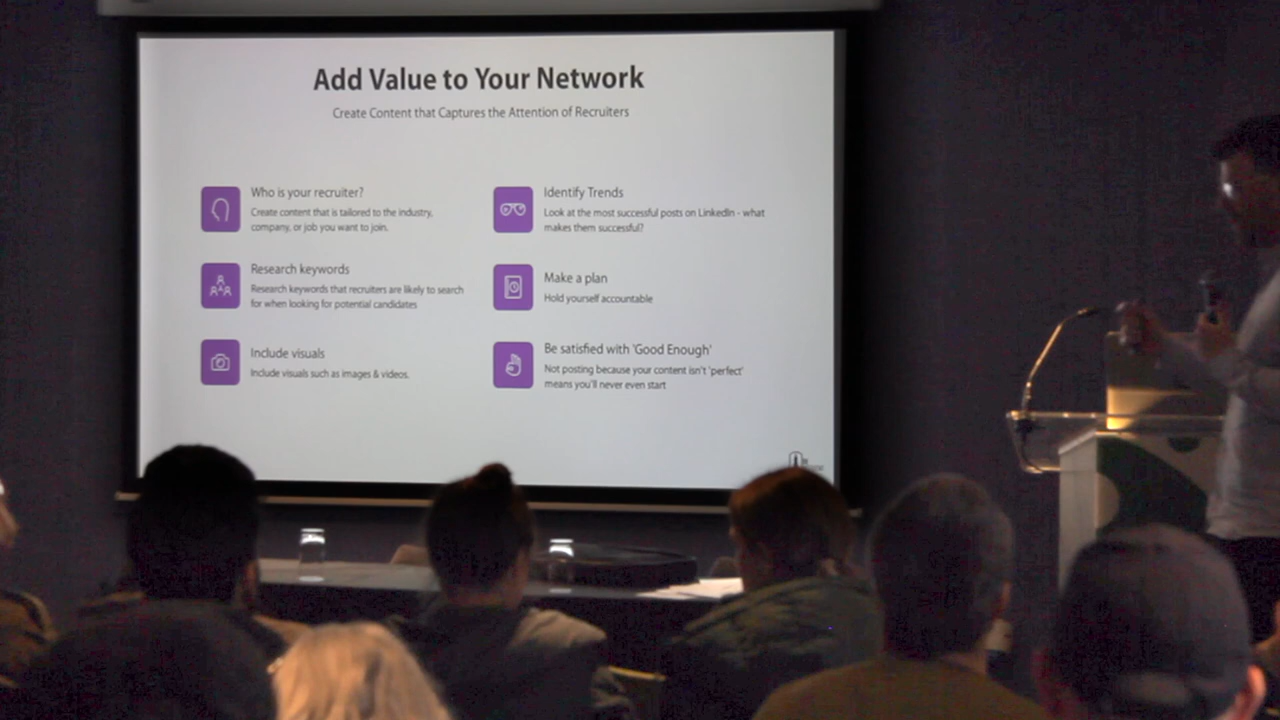 Add Value to Your Network
Create Content that Captures the Attention of Recruiters
Who is your recruiter?
Create content that is tailored to the industry,
company, or job you want to join.
Research keywords
Research keywords that recruiters are likely to search
for when looking for potential candidates
Include visuals
Include visuals such as images & videos.
Identify Trends
Look at the most successful posts on LinkedIn - what
makes them successful?
Make a plan
Hold yourself accountable
Be satisfied with 'Good Enough'
Not posting because your content isn't 'perfect'
means you'll never even start